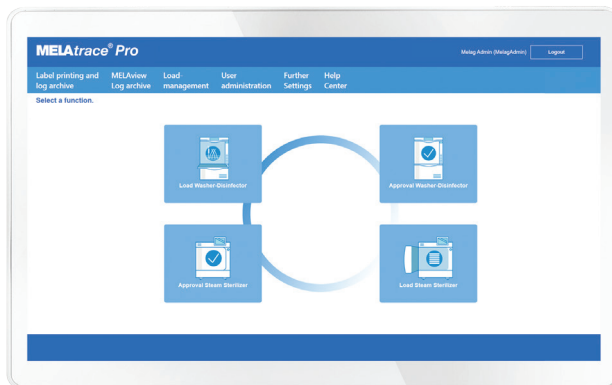 MELAtrace® Pro
Melag Admin (MelagAdmin)
Logout
Label printing and
log archive
MELAview
Log archive
Load-
management
User
administration
Further
Settings
Help
Center
Select a function.
Load Washer-Disinfector
Approval Washer-Disinfector
Approval Steam Sterilizer
Load Steam Sterilizer